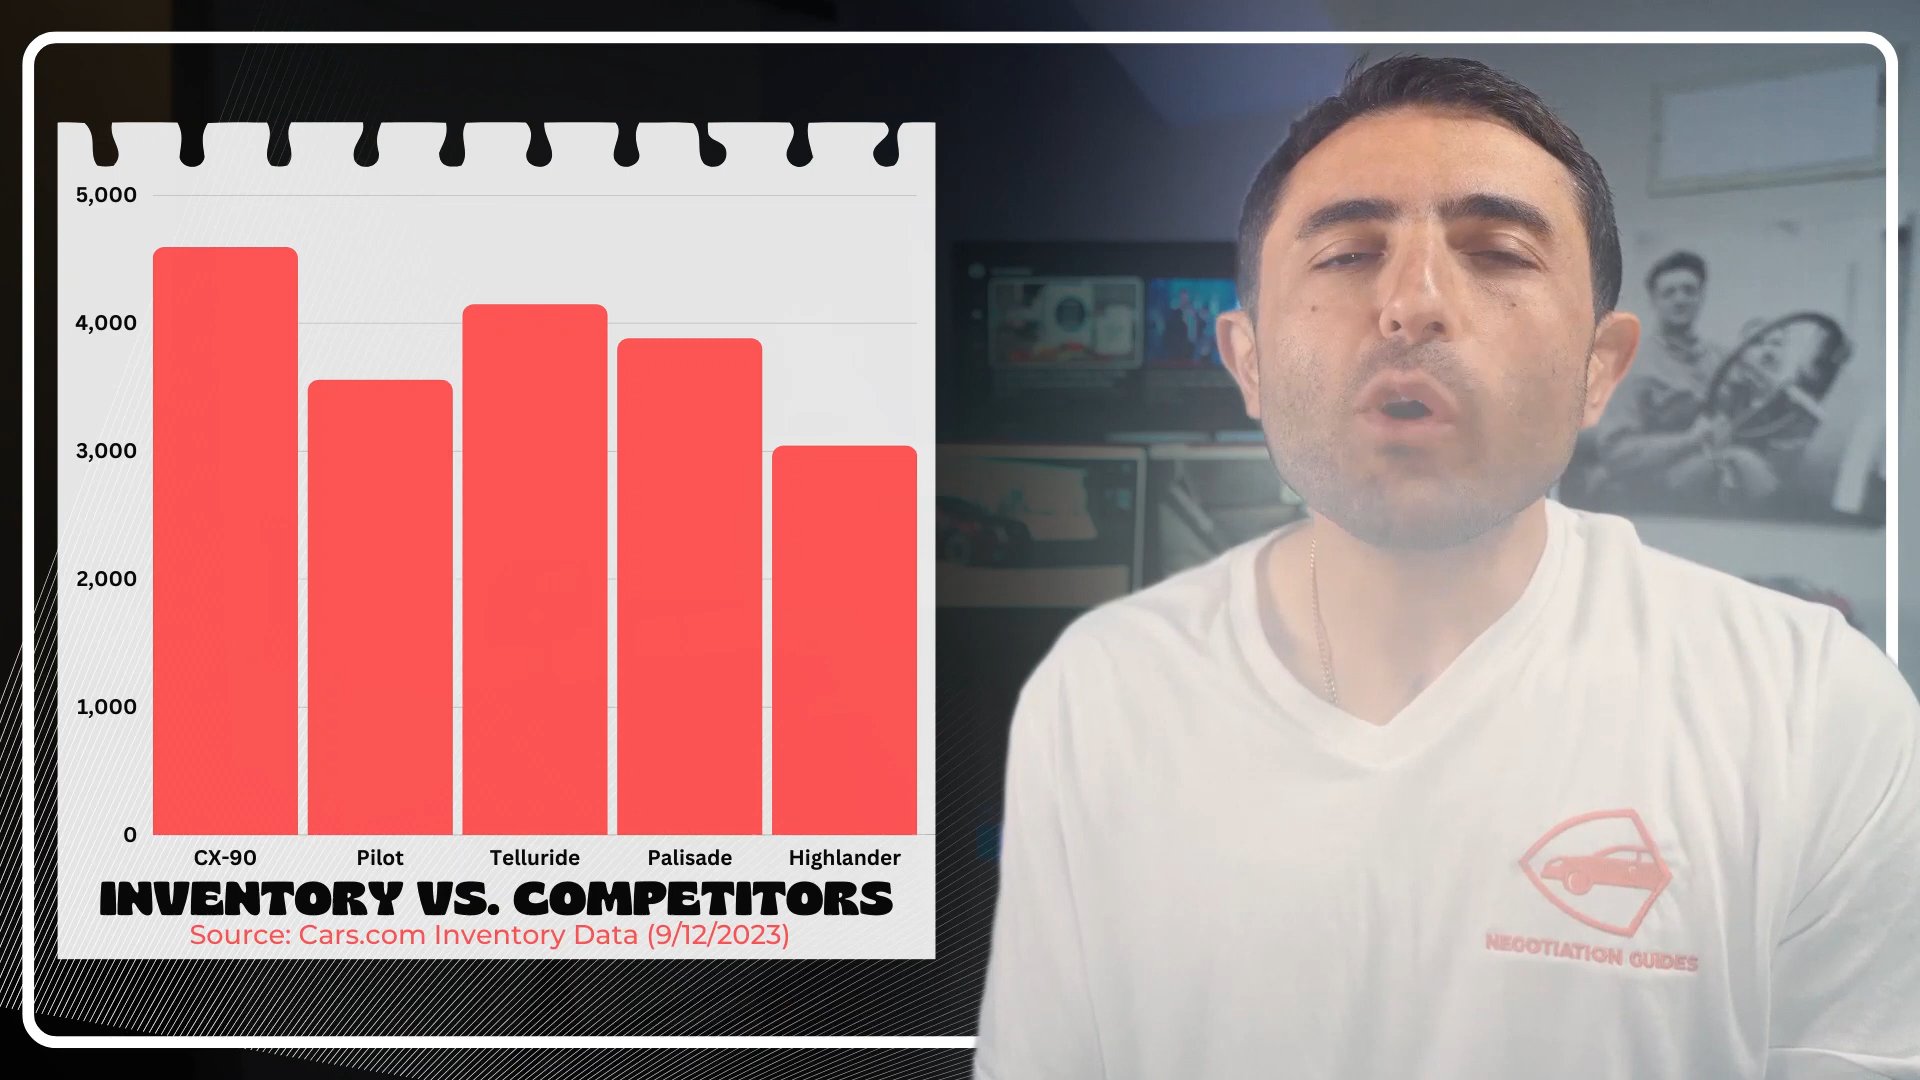 5,000
4,000
3,000
2,000
1,000
0
CX-90 Pilot Telluride Palisade Highlander
INVENTORY VS. COMPETITORS
Source: Cars.com Inventory Data (9/12/2023)
NEGOTIATION GUIDES